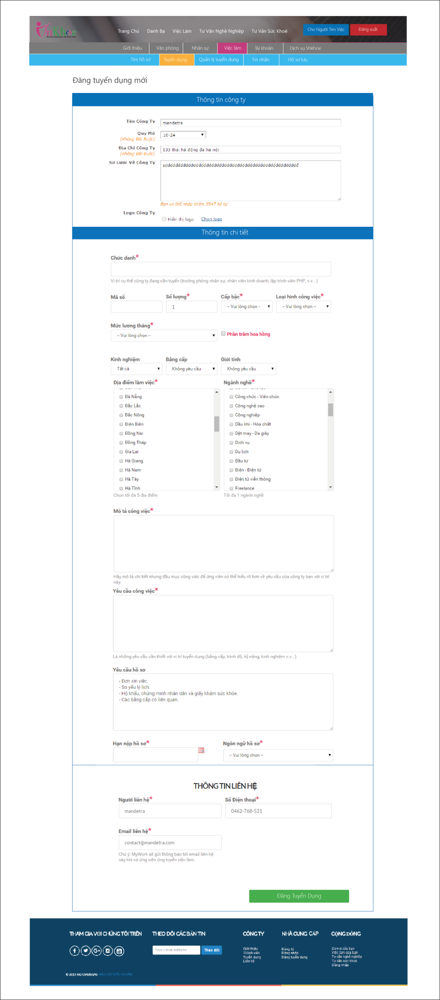 VnKhoe
Trang Chủ Danh Bạ Việc Làm Tư Vấn Nghề Nghiệp Tư Vấn Sức Khoẻ Cho Người Tìm Việc Đăng xuất
Giới thiệu Văn phòng Nhân sự Việc làm Tài khoản Dịch vụ Vnkhoe
Tìm hồ sơ Tuyển dụng Quản lý tuyển dụng Tin nhắn Hồ sơ lưu
Đăng tuyển dụng mới
Thông tin công ty
Tên Công Ty mandetra
Quy Mô 10-24
(Không Bắt Buộc)
Địa Chỉ Công Ty 133 thái hà đống đa hà nội
(Không Bắt Buộc)
Sơ Lược Về Công Ty
Bạn có thể nhập thêm 9947 ký tự
Logo Công Ty
Hiển thị logo Chọn logo
Thông tin chi tiết
Chức danh*
Vị trí cụ thể công ty đang cần tuyển (trưởng phòng nhân sự, nhân viên kinh doanh, lập trình viên PHP, v.v...)
Mã số Số lượng* Cấp bậc* Loại hình công việc*
1 -- Vui lòng chọn - -- Vui lòng chọn --
Mức lương tháng*
-- Vui lòng chọn -- Phần trăm hoa hồng
Kinh nghiệm Bằng cấp Giới tính
Tất cả Không yêu cầu Không yêu cầu
Địa điểm làm việc* Ngành nghề*
Đà Nẵng Công chức - Viên chức
Đắc Lắc Công nghệ cao
Đắc Nông Công nghiệp
Điện Biên Dầu khí - Hóa chất
Đồng Nai Dệt may - Da giày
Đồng Tháp Dịch vụ
Gia Lai Du lịch
Hà Giang Đầu tư
Hà Nam Điện - Điện tử
Hà Tây Điện tử viễn thông
Hà Tĩnh Freelance
Chọn tối đa 5 địa điểm Tối đa 1 ngành nghề
Mô tả công việc*
Hãy mô tả chi tiết nhưng đầu mục công việc để ứng viên có thể hiểu rõ hơn về yêu cầu của công ty bạn với vị trí
này.
Yêu cầu công việc*
Là những yêu cầu cần thiết với vị trí tuyển dụng (bằng cấp, trình độ, kỹ năng, kinh nghiệm v.v...)
Yêu cầu hồ sơ
- Đơn xin việc.
- Sơ yếu lý lịch.
- Hộ khẩu, chứng minh nhân dân và giấy khám sức khỏe.
- Các bằng cấp có liên quan.
Hạn nộp hồ sơ* Ngôn ngữ hồ sơ*
-- Vui lòng chọn --
THÔNG TIN LIÊN HỆ
Người liên hệ* Số Điện thoại*
mandetra 0462-768-531
Email liên hệ*
contact@mandetra.com
Chú ý: MyWork sẽ gửi thông báo tới email liên hệ
này khi có ứng viên ứng tuyển việc làm.
Đăng Tuyển Dụng
THAM GIA VỚI CHÚNG TÔI TRÊN THEO DÕI CÁC BẢN TIN CÔNG TY NHÀ CUNG CẤP CỘNG ĐỒNG
Your Email Address Theo dõi
Giới thiệu Đăng ký Đơn vị của bạn
Thành viên Đăng nhập Việc làm của bạn
Tuyển dụng Đăng tuyển dụng Tư vấn nghề nghiệp
Liên hệ Tư vấn sức khoẻ
Đăng nhập
© 2015 GO OVERSEAS